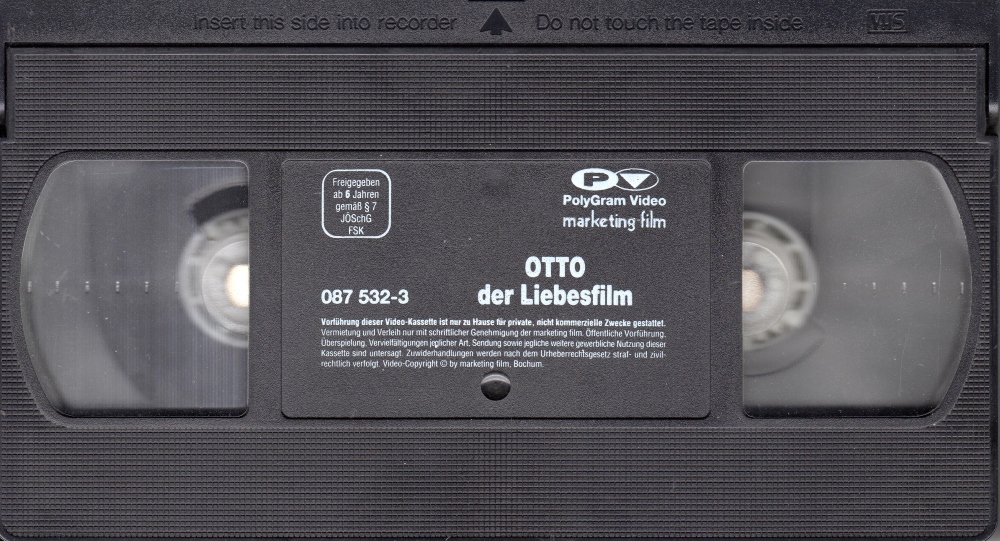 Insert this side into recorder Do not touch the tape inside VHS
Freigegeben
ab 6 Jahren
gemäß § 7
JÖSchG
FSK
P
PolyGram Video
marketing-film
OTTO
der Liebesfilm
087 532-3
Vorführung dieser Video-Kassette ist nur zu Hause für private, nicht kommerzielle Zwecke gestattet.
Vermietung und Verleih nur mit schriftlicher Genehmigung der marketing film. Öffentliche Vorführung,
Überspielung, Vervielfältigungen jeglicher Art, Sendung sowie jegliche weitere gewerbliche Nutzung dieser
Kassette sind untersagt. Zuwiderhandlungen werden nach dem Urheberrechtsgesetz straf- und zivil-
rechtlich verfolgt. Video-Copyright © by marketing film, Bochum.